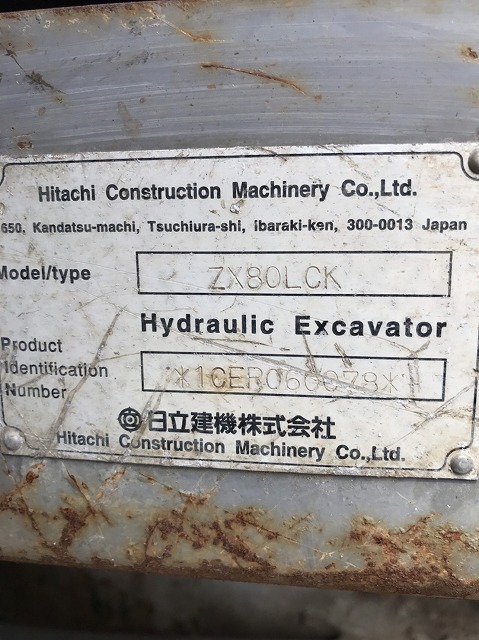 Hitachi Construction Machinery Co.,Ltd.
650, Kandatsu-machi, Tsuchiura-shi, ibaraki-ken, 300-0013 Japan
Model/type ZX80LCK
Hydraulic Excavator
Product
Identification
Number
日立建機株式会社
Hitachi Construction Machinery Co.,Ltd.